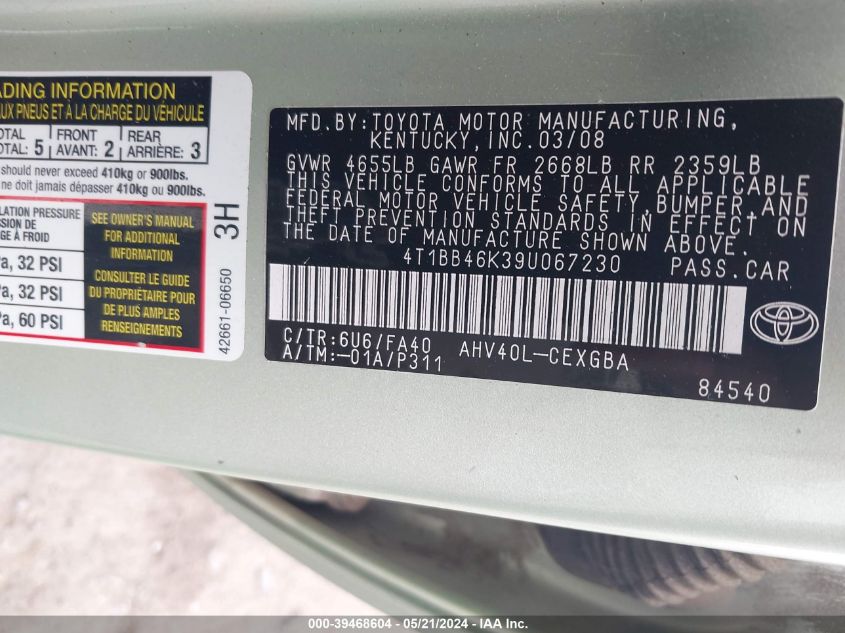 ADING INFORMATION
AUX PNEUS ET À LA CHARGE DU VÉHICULE
TOTAL FRONT REAR
TOTAL: 5 AVANT: 2 ARRIÈRE: 3
should never exceed 410kg or 900lbs.
ne doit jamais dépasser 410kg ou 900lbs.
LATION PRESSURE
SSION DE
GE À FROID
a, 32 PSI
a, 32 PSI
a, 60 PSI
SEE OWNER'S MANUAL
FOR ADDITIONAL
INFORMATION
CONSULTER LE GUIDE
DU PROPRIÉTAIRE POUR
DE PLUS AMPLES
RENSEIGNEMENTS
3H
42661-06650
MFD.BY:TOYOTA MOTOR MANUFACTURING,
KENTUCKY,INC.03/08
GVWR 4655LB GAWR FR 2668LB RR 2359LB
THIS VEHICLE CONFORMS TO ALL APPLICABLE
FEDERAL MOTOR VEHICLE SAFETY,BUMPER,AND
THEFT PREVENTION STANDARDS IN EFFECT ON
THE DATE OF MANUFACTURE SHOWN ABOVE.
4T1BB46K39U067230 PASS.CAR
C/TR:6U6/FA40
A/TM:-01A/P311 AHV40L-CEXGBA
84540
000-39468604 - 05/21/2024 - IAA Inc.